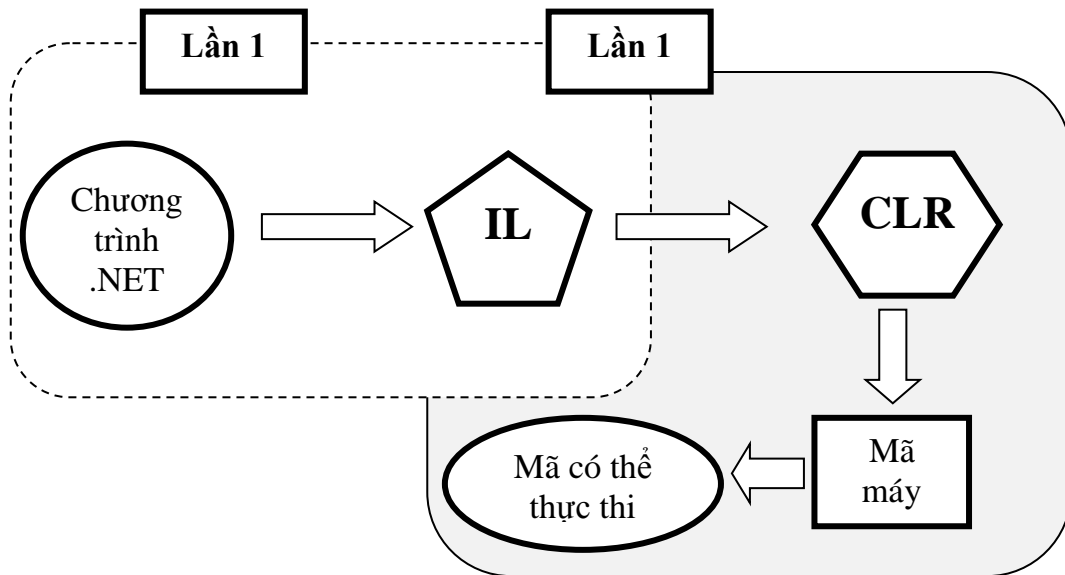 Lần 1
Lần 1
Chương
trình
.NET
IL
CLR
Mã
máy
Mã có thể
thực thi